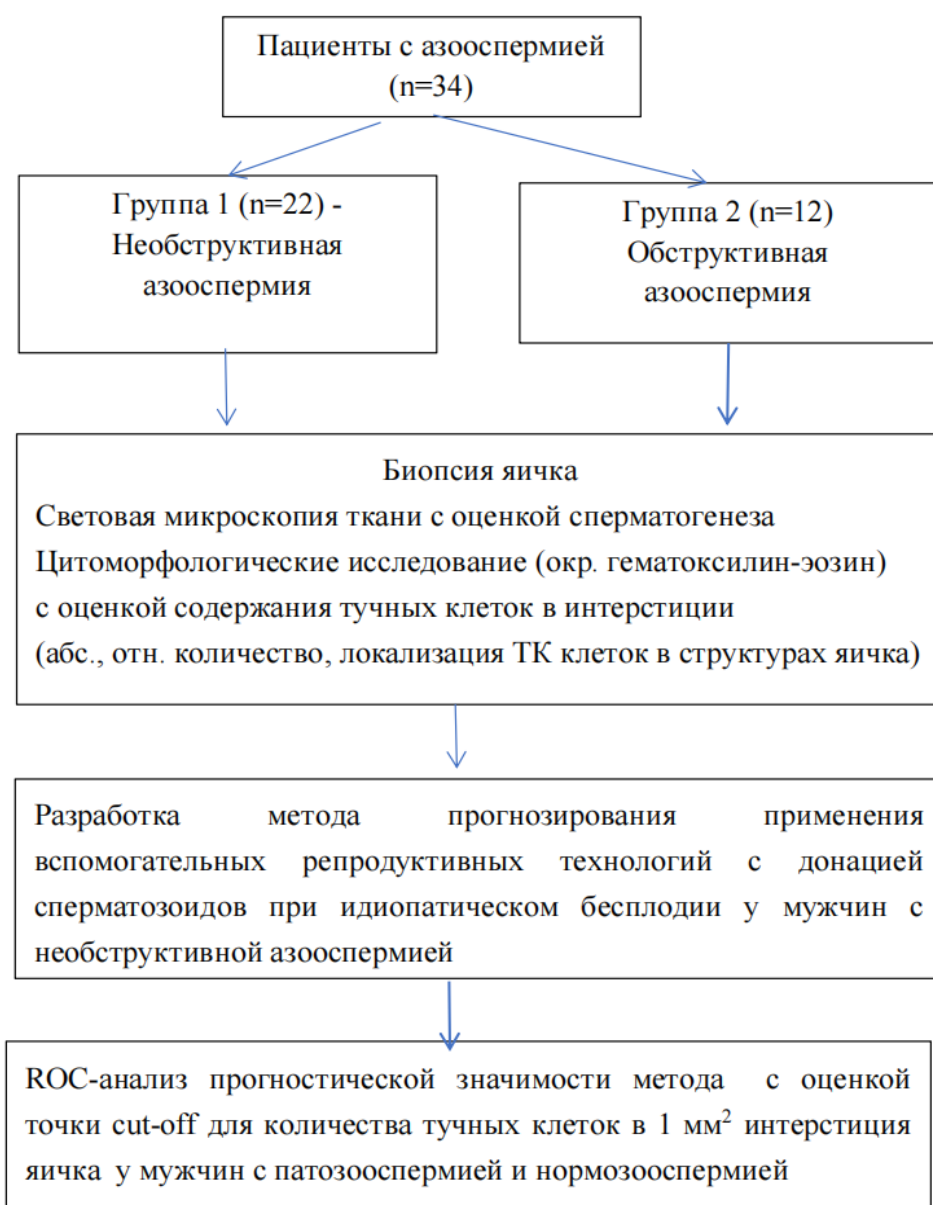 Пациенты с азооспермией
(n=34)
Группа 1 (n=22) -
Необструктивная
азооспермия
Группа 2 (n=12)
Обструктивная
азооспермия
Биопсия яичка
Световая микроскопия ткани с оценкой сперматогенеза
Цитоморфологические исследование (окр. гематоксилин-эозин)
с оценкой содержания тучных клеток в интерстиции
(абс., отн. количество, локализация ТК клеток в структурах яичка)
Разработка метода прогнозирования применения
вспомогательных репродуктивных технологий с донацией
сперматозоидов при идиопатическом бесплодии у мужчин с
необструктивной азооспермией
ROC-анализ прогностической значимости метода с оценкой
точки cut-off для количества тучных клеток в 1 мм² интерстиция
яичка у мужчин с патозооспермией и нормозооспермией